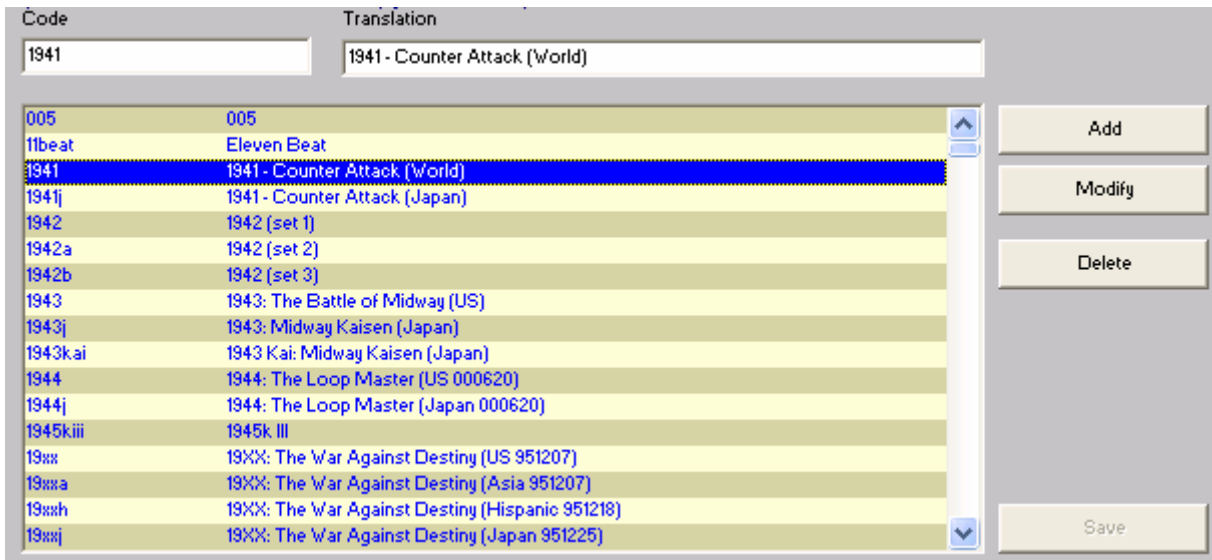 Code Translation
1941 1941 - Counter Attack (World)
005 005
11beat Eleven Beat
1941 1941 - Counter Attack (World)
1941j 1941 - Counter Attack (Japan)
1942 1942 (set 1)
1942a 1942 (set 2)
1942b 1942 (set 3)
1943 1943: The Battle of Midway (US)
1943j 1943: Midway Kaisen (Japan)
1943kai 1943 Kai: Midway Kaisen (Japan)
1944 1944: The Loop Master (US 000620)
1944j 1944: The Loop Master (Japan 000620)
1945kiii 1945k III
19xx 19XX: The War Against Destiny (US 951207)
19xxa 19XX: The War Against Destiny (Asia 951207)
19xxh 19XX: The War Against Destiny (Hispanic 951218)
19xxj 19XX: The War Against Destiny (Japan 951225)
Add
Modify
Delete
Save